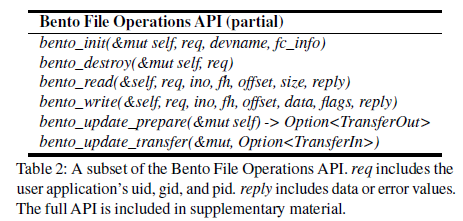 Bento File Operations API (partial)
bento_init(&mut self, req, devname, fc_info)
bento_destroy(&mut self, req)
bento_read(&self, req, ino, fh, offset, size, reply)
bento_write(&self, req, ino, fh, offset, data, flags, reply)
bento_update_prepare(&mut self) -> Option<TransferOut>
bento_update_transfer(&mut, Option<TransferIn>)
Table 2: A subset of the Bento File Operations API. req includes the
user application's uid, gid, and pid. reply includes data or error values.
The full API is included in supplementary material.